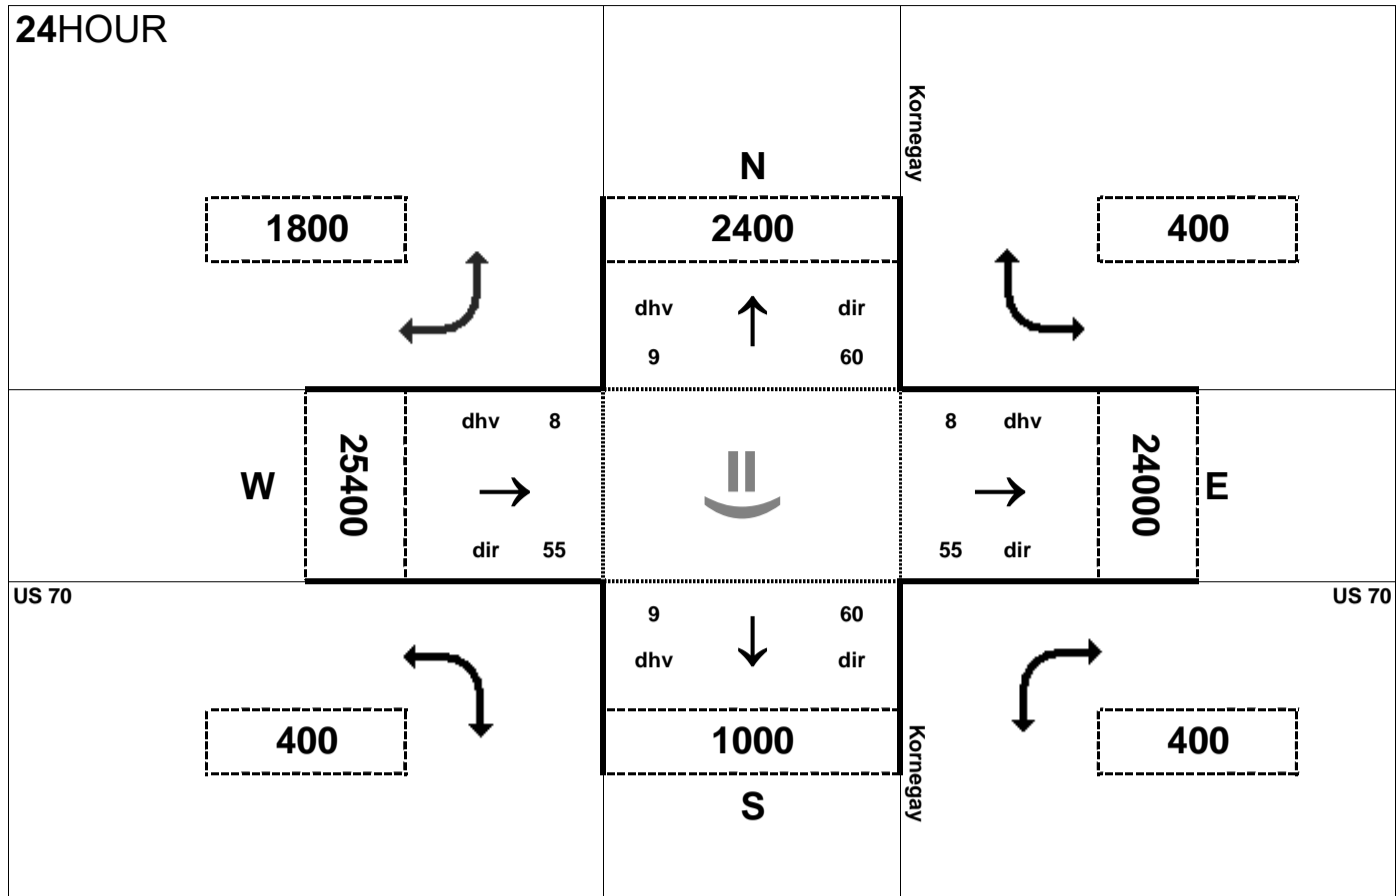 24HOUR
Kornegay
N
1800
2400
400
dhv
dir
9
60
dhv 8
8 dhv
W
25400
24000
E
dir 55
55 dir
US 70
US 70
9
60
dhv
dir
400
1000
400
Kornegay
S